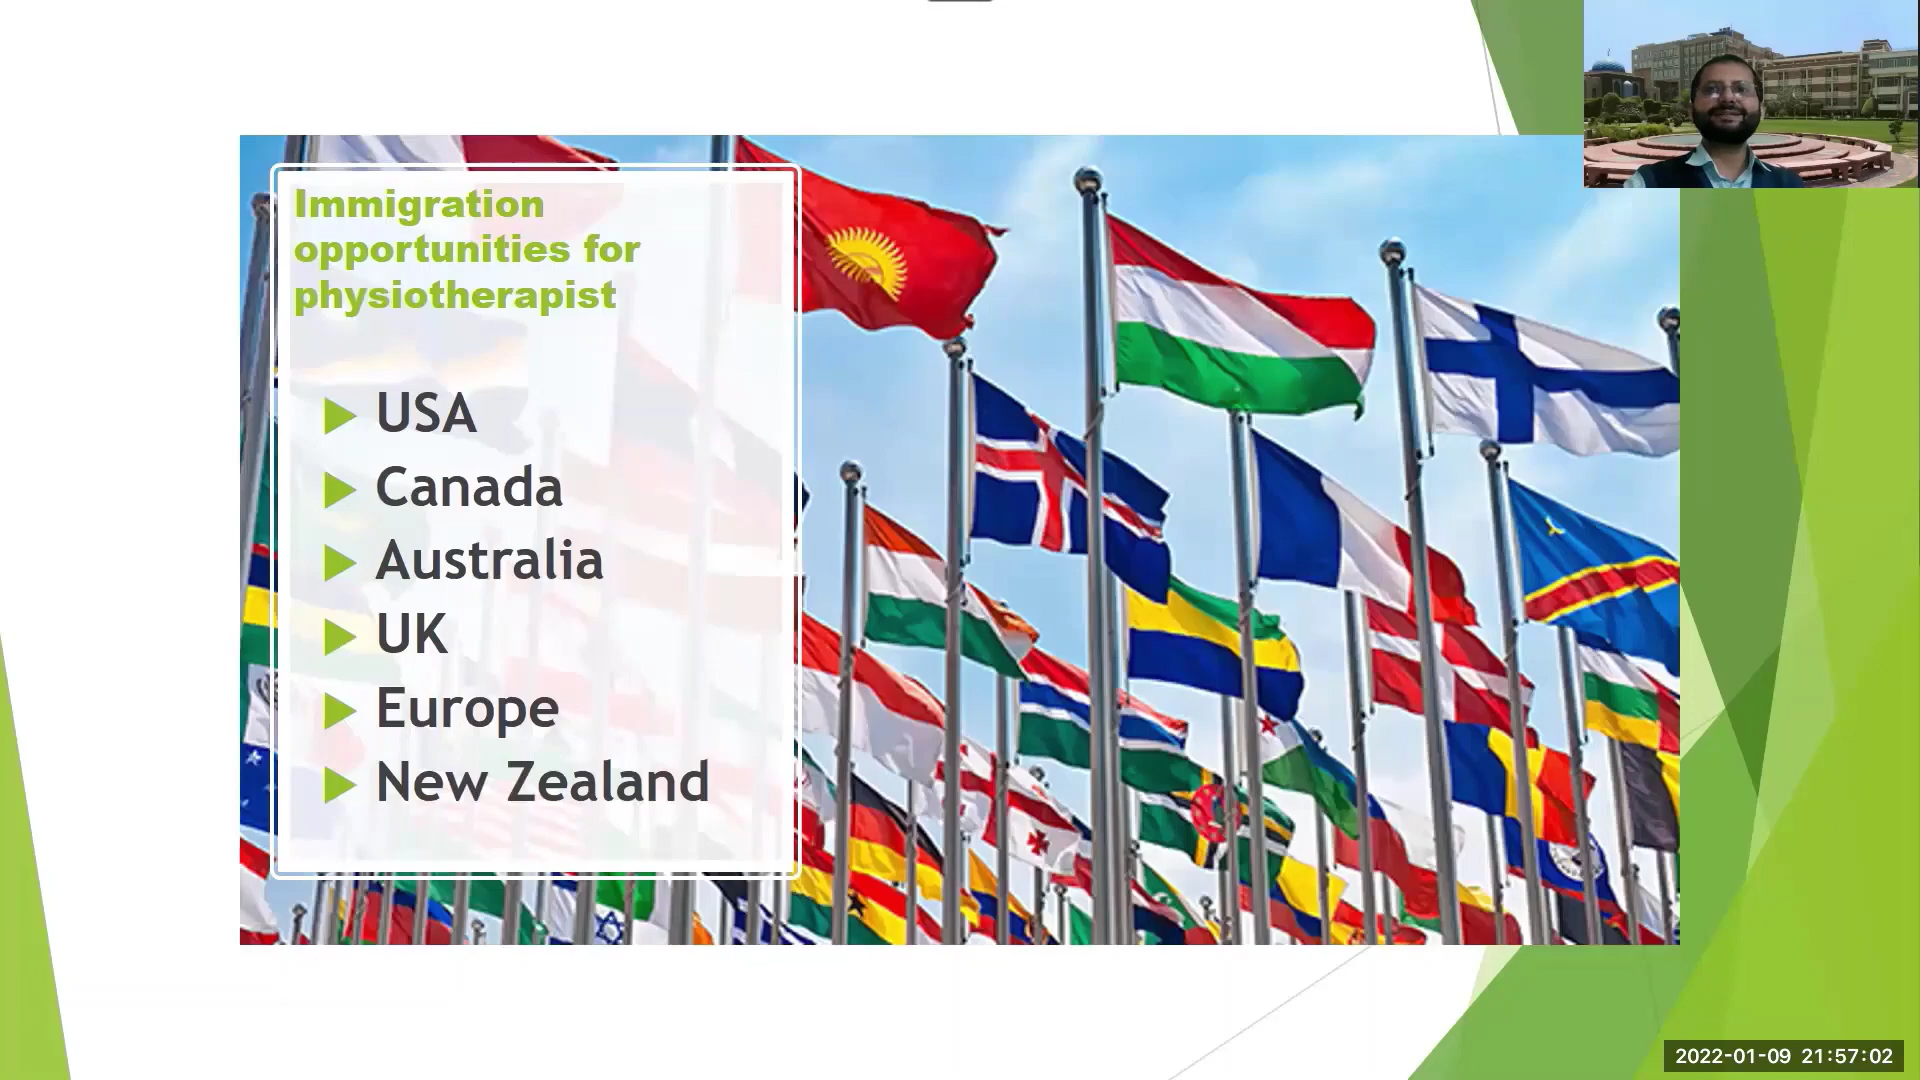 Immigration
opportunities for
physiotherapist
USA
Canada
Australia
UK
Europe
New Zealand
2022-01-09 21:57:02